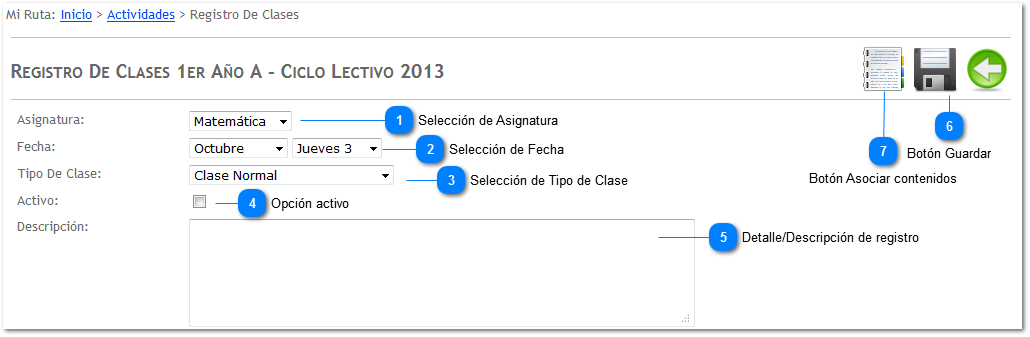 Mi Ruta: Inicio > Actividades > Registro De Clases
Registro De Clases 1er Año A - Ciclo Lectivo 2013
Asignatura: Matemática 1 Selección de Asignatura
Fecha: Octubre Jueves 3 2 Selección de Fecha
Tipo De Clase: Clase Normal 3 Selección de Tipo de Clase
Activo: 4 Opción activo
Descripción:
5 Detalle/Descripción de registro
6
Botón Guardar
7
Botón Asociar contenidos